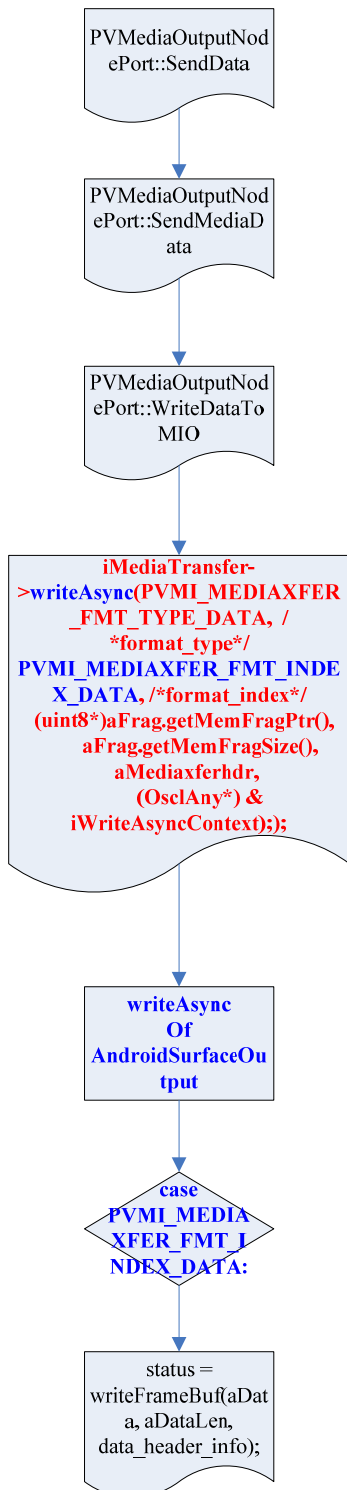 PVMediaOutputNod
ePort::SendData
PVMediaOutputNod
ePort::SendMediaD
ata
PVMediaOutputNod
ePort::WriteDataTo
MIO
iMediaTransfer-
>writeAsync(PVMI_MEDIAXFER
_FMT_TYPE_DATA, /
*format_type*/
PVMI_MEDIAXFER_FMT_INDE
X_DATA, /*format_index*/
(uint8*)aFrag.getMemFragPtr(),
aFrag.getMemFragSize(),
aMediaxferhdr,
(OsclAny*) &
iWriteAsyncContext););
writeAsync
Of
AndroidSurfaceOu
tput
case
PVMI_MEDIA
XFER_FMT_I
NDEX_DATA:
status =
writeFrameBuf(aDat
a, aDataLen,
data_header_info);